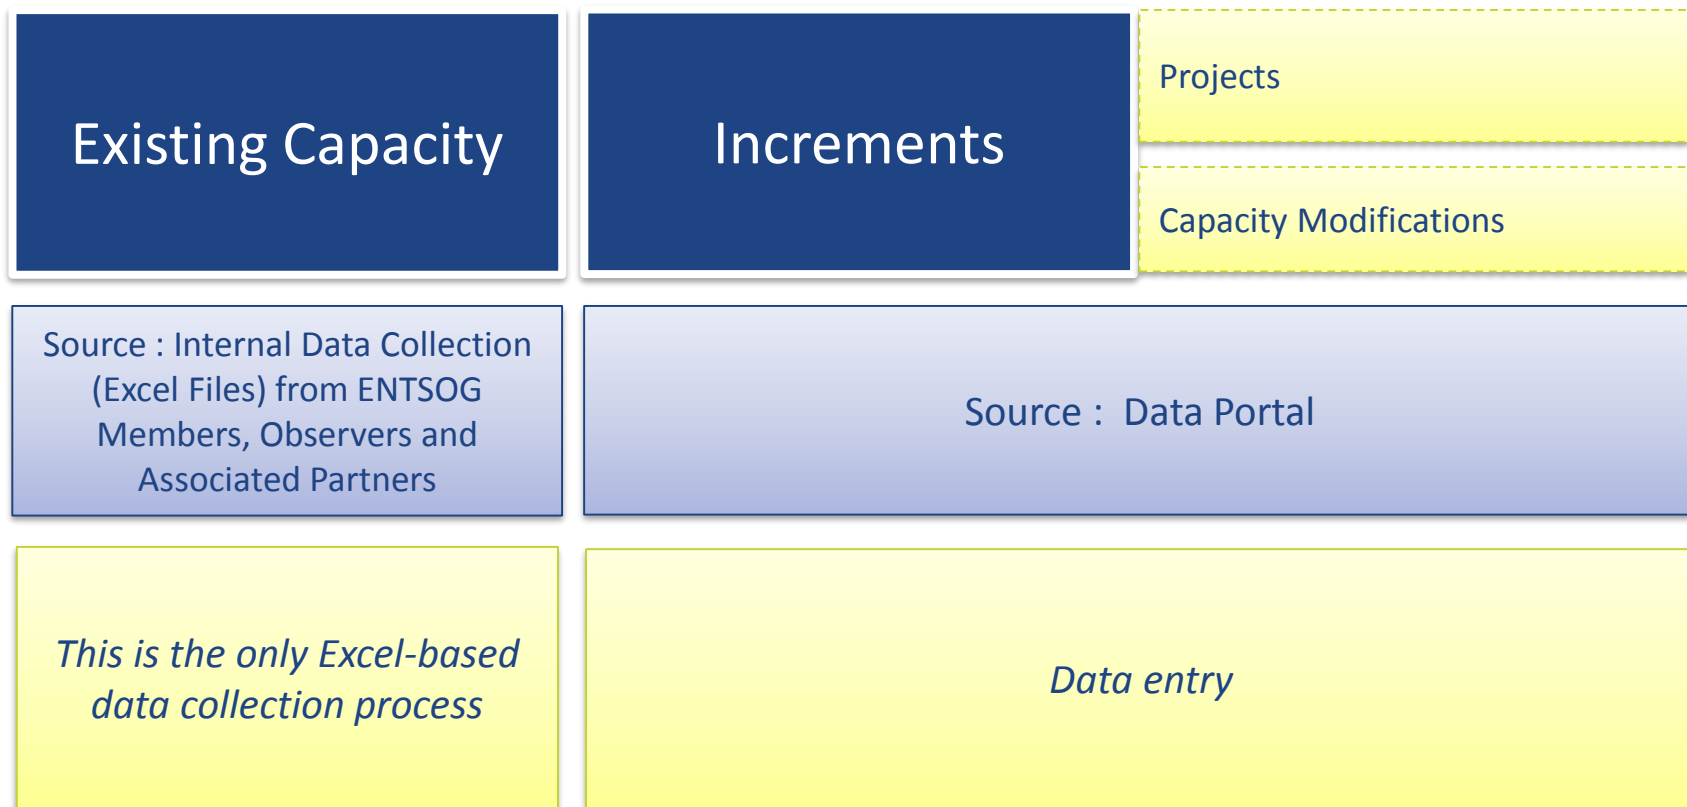 Existing Capacity
Increments
Projects
Capacity Modifications
Source : Internal Data Collection
(Excel Files) from ENTSOG
Members, Observers and
Associated Partners
Source :  Data Portal
This is the only Excel-based
data collection process
Data entry